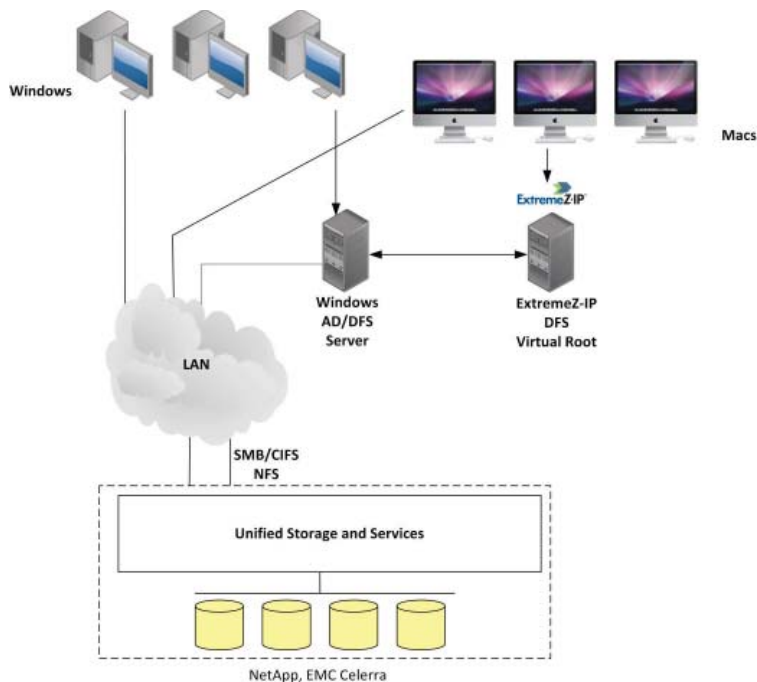 Windows
Macs
ExtremeZ-IP
Windows
AD/DFS
Server
ExtremeZ-IP
DFS
Virtual Root
LAN
SMB/CIFS
NFS
Unified Storage and Services
NetApp, EMC Celerra